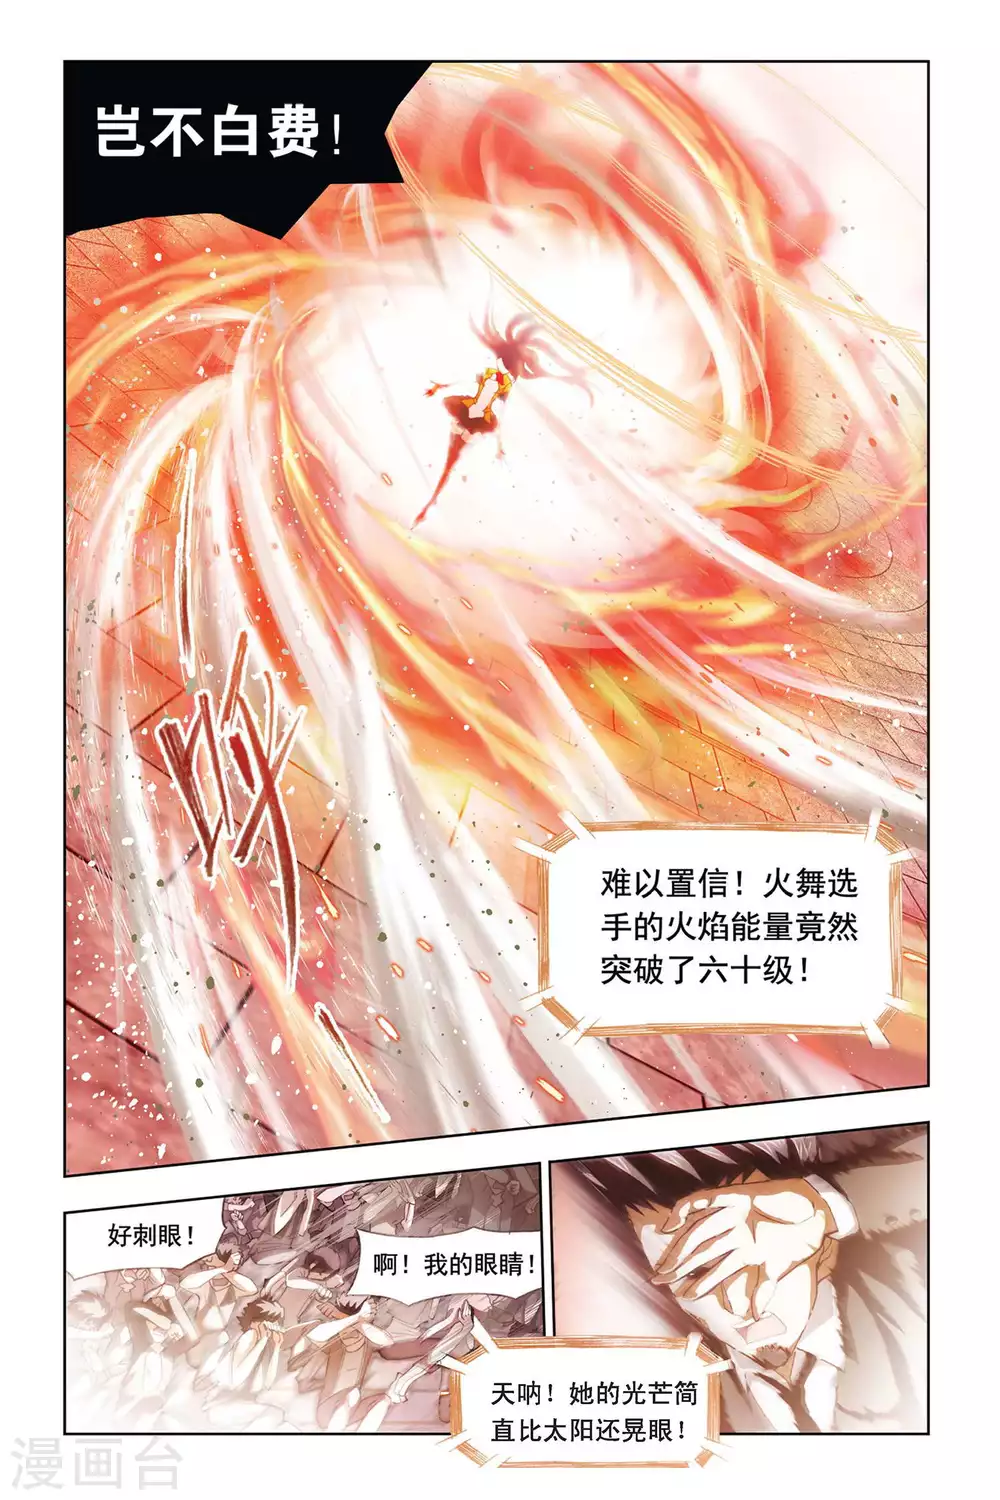 岂不白费！
难以置信！火舞选
手的火焰能量竟然
突破了六十级！
好刺眼！
啊！我的眼睛！
天呐！她的光芒简
直比太阳还晃眼！
漫画台